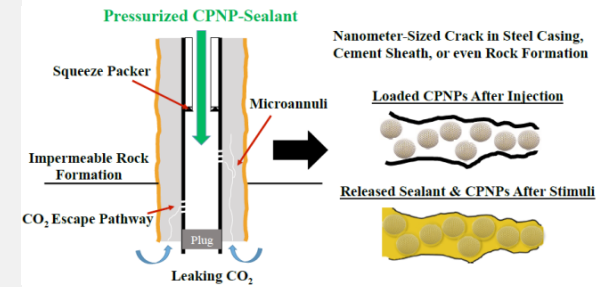 Pressurized CPNP-Sealant
Squeeze Packer
Microannuli
Impermeable Rock
Formation
CO₂ Escape Pathway
Plug
Leaking CO₂
Nanometer-Sized Crack in Steel Casing,
Cement Sheath, or even Rock Formation
Loaded CPNPs After Injection
Released Sealant & CPNPs After Stimuli